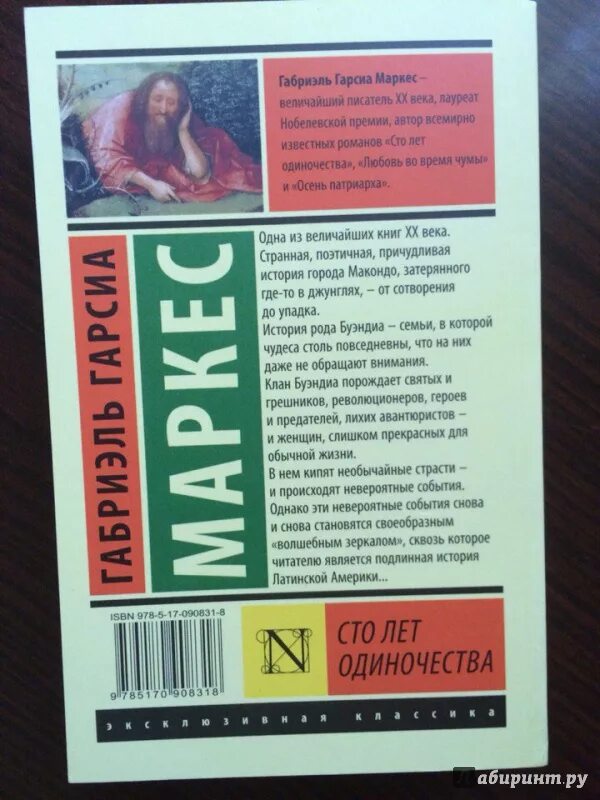 Габриэль Гарсиа Маркес –
величайший писатель XX века, лауреат
Нобелевской премии, автор всемирно
известных романов «Сто лет
одиночества», «Любовь во время чумы»
и «Осень патриарха».
ГАБРИЭЛЬ ГАРСИА
МАРКЕС
Одна из величайших книг XX века.
Странная, поэтичная, причудливая
история города Макондо, затерянного
где-то в джунглях, – от сотворения
до упадка.
История рода Буэндиа – семьи, в которой
чудеса столь повседневны, что на них
даже не обращают внимания.
Клан Буэндиа порождает святых и
грешников, революционеров, героев
и предателей, лихих авантюристов –
и женщин, слишком прекрасных для
обычной жизни.
В нем кипят необычайные страсти –
и происходят невероятные события.
Однако эти невероятные события снова
и снова становятся своеобразным
«волшебным зеркалом», сквозь которое
читателю является подлинная история
Латинской Америки...
ISBN 978-5-17-090831-8
9 785170 908318
N
СТО ЛЕТ
ОДИНОЧЕСТВА
эксклюзивная классика
Лабиринт.ру